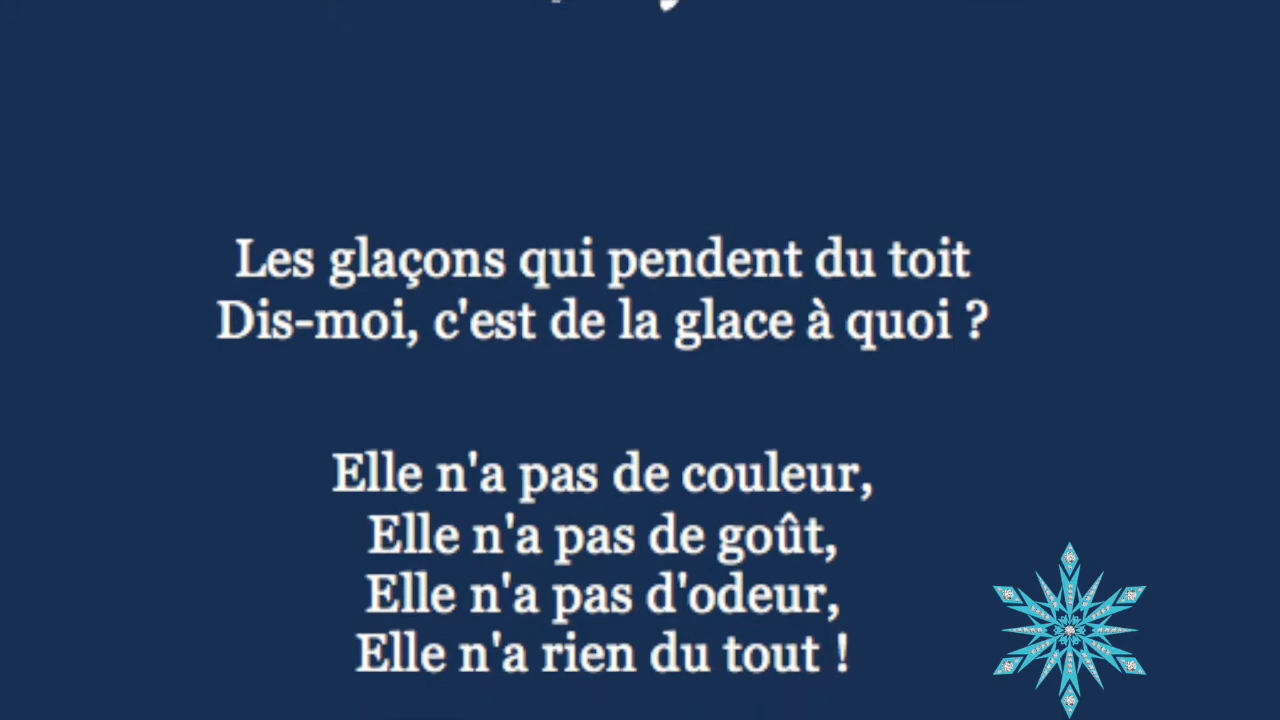 Les glaçons qui pendent du toit
Dis-moi, c'est de la glace à quoi ?
Elle n'a pas de couleur,
Elle n'a pas de goût,
Elle n'a pas d'odeur,
Elle n'a rien du tout !